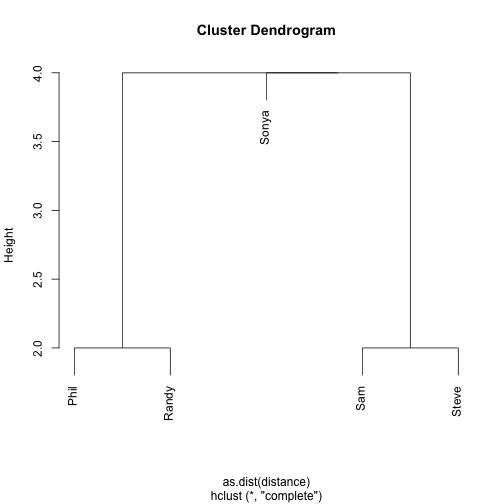 Cluster Dendrogram
Height
4.0
3.5
3.0
2.5
2.0
Sonya
Phil
Randy
Sam
Steve
as.dist(distance)
hclust (*, "complete")